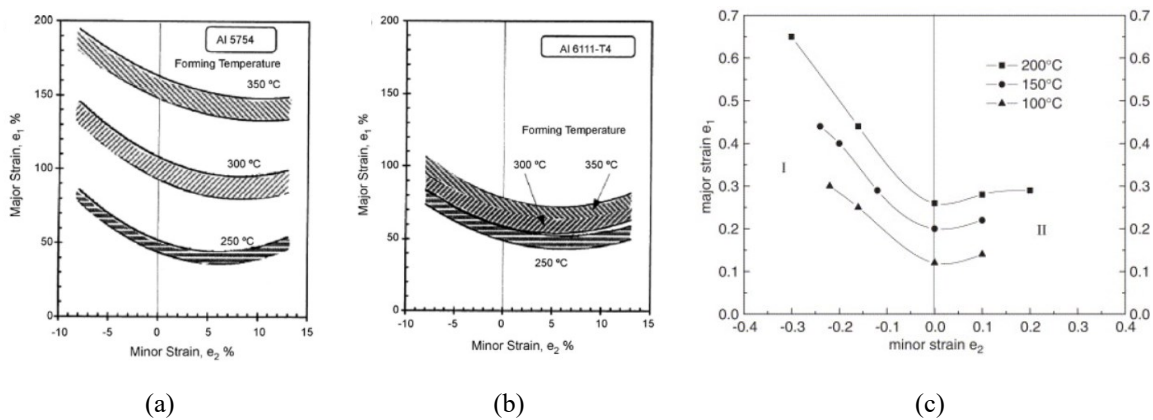 200
150
100
50
0
Major Strain, e₁ %
Al 5754
Forming Temperature
350 ºC
300 ºC
250 ºC
-10
-5
0
5
10
15
Minor Strain, e₂ %
(a)
200
150
100
50
0
Major Strain, e₁ %
Al 6111-T4
Forming Temperature
300 ºC
350 ºC
250 ºC
-10
-5
0
5
10
15
Minor Strain, e₂ %
(b)
0.7
0.6
0.5
0.4
0.3
0.2
0.1
0.0
major strain e₁
200°C
150°C
100°C
I
II
0.7
0.6
0.5
0.4
0.3
0.2
0.1
0.0
-0.4
-0.3
-0.2
-0.1
0.0
0.1
0.2
0.3
0.4
minor strain e₂
(c)